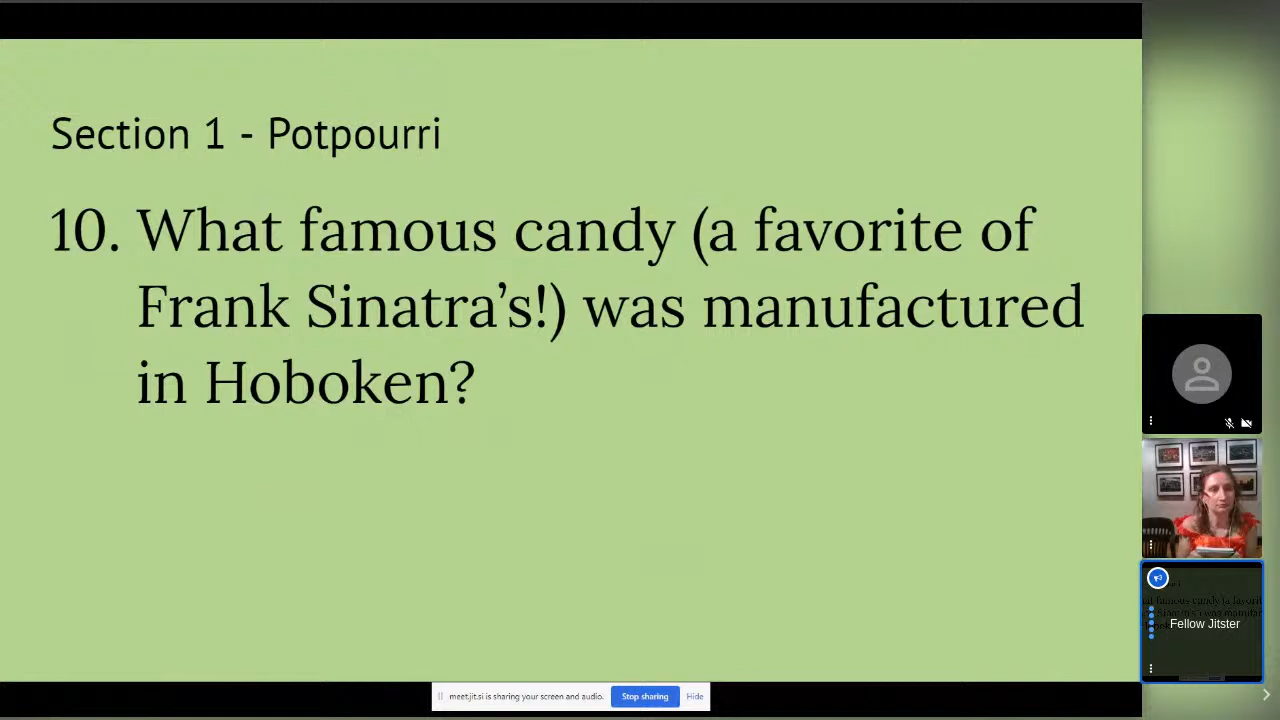 Section 1 - Potpourri
10. What famous candy (a favorite of
Frank Sinatra’s!) was manufactured
in Hoboken?
Fellow Jitster
meet.jit.si is sharing your screen and audio.
Stop sharing
Hide